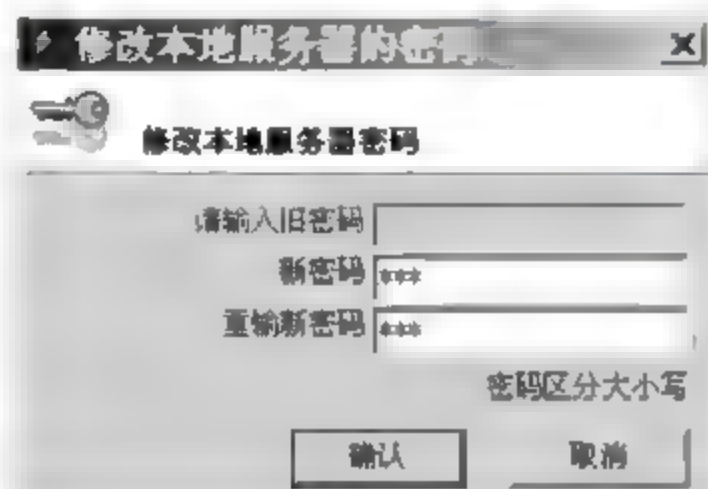 修改本地服务器的密码
修改本地服务器密码
请输入旧密码
新密码 ***
重输新密码 ***
密码区分大小写
确认 取消